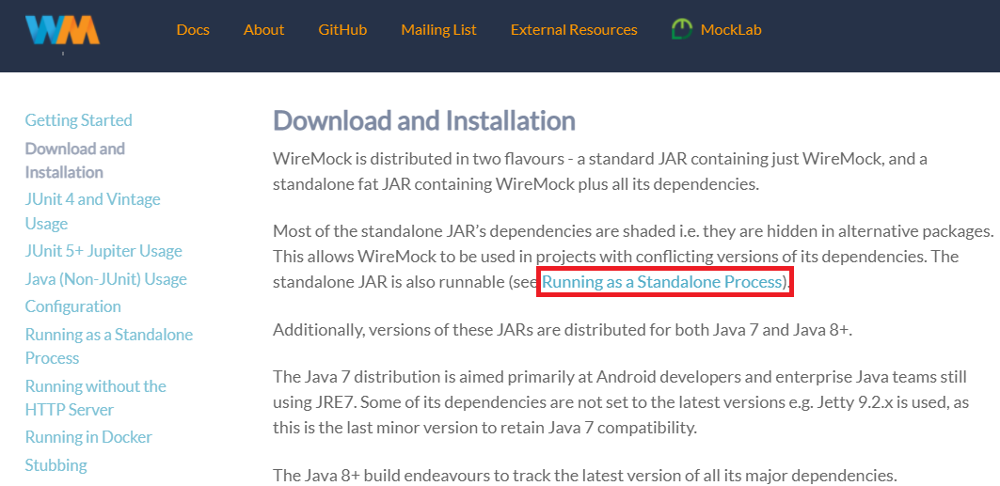 WM
Docs About GitHub Mailing List External Resources MockLab
Getting Started
Download and
Installation
JUnit 4 and Vintage
Usage
JUnit 5+ Jupiter Usage
Java (Non-JUnit) Usage
Configuration
Running as a Standalone
Process
Running without the
HTTP Server
Running in Docker
Stubbing
Download and Installation
WireMock is distributed in two flavours - a standard JAR containing just WireMock, and a
standalone fat JAR containing WireMock plus all its dependencies.
Most of the standalone JAR’s dependencies are shaded i.e. they are hidden in alternative packages.
This allows WireMock to be used in projects with conflicting versions of its dependencies. The
standalone JAR is also runnable (see Running as a Standalone Process).
Additionally, versions of these JARs are distributed for both Java 7 and Java 8+.
The Java 7 distribution is aimed primarily at Android developers and enterprise Java teams still
using JRE7. Some of its dependencies are not set to the latest versions e.g. Jetty 9.2.x is used, as
this is the last minor version to retain Java 7 compatibility.
The Java 8+ build endeavours to track the latest version of all its major dependencies.